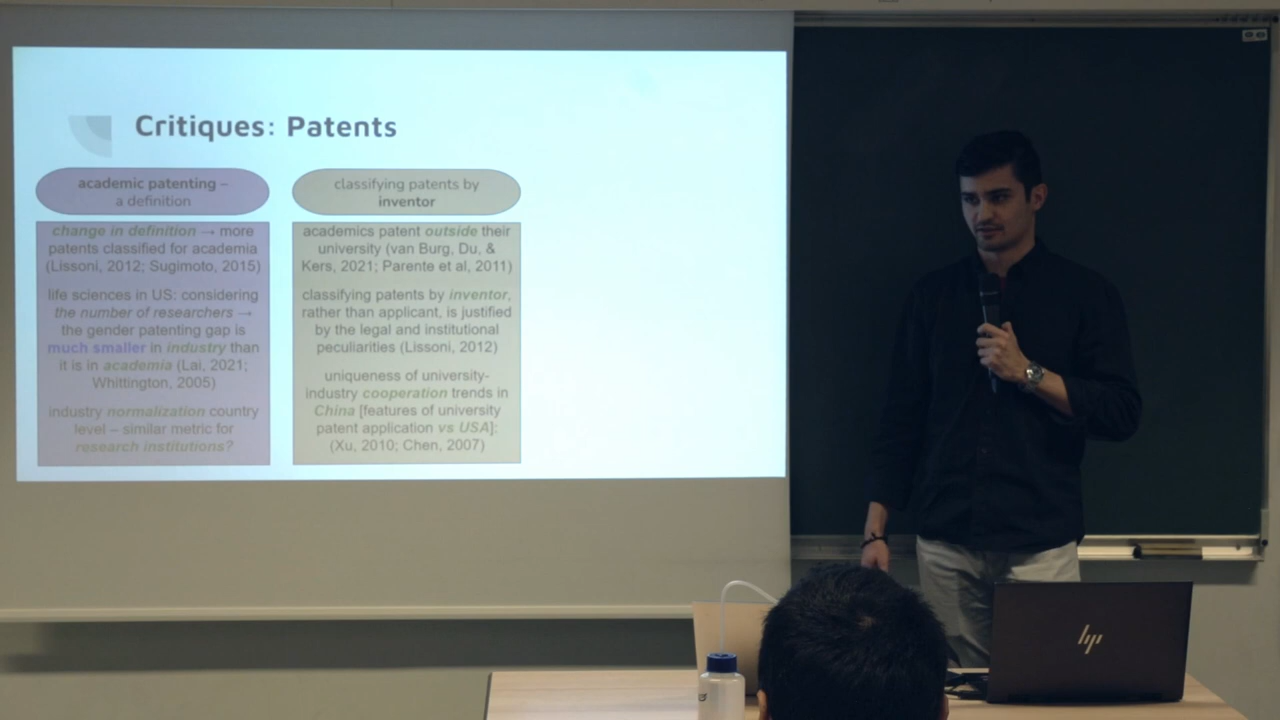 Critiques: Patents
academic patenting –
a definition
change in definition → more
patents classified for academia
(Lissoni, 2012; Sugimoto, 2015)
life sciences in US: considering
the number of researchers →
the gender patenting gap is
much smaller in industry than
it is in academia (Lai, 2021;
Whittington, 2005)
industry normalization country
level – similar metric for
research institutions?
classifying patents by
inventor
academics patent outside their
university (van Burg, Du, &
Kers, 2021; Parente et al, 2011)
classifying patents by inventor,
rather than applicant, is justified
by the legal and institutional
peculiarities (Lissoni, 2012)
uniqueness of university-
industry cooperation trends in
China [features of university
patent application vs USA]:
(Xu, 2010; Chen, 2007)
hp